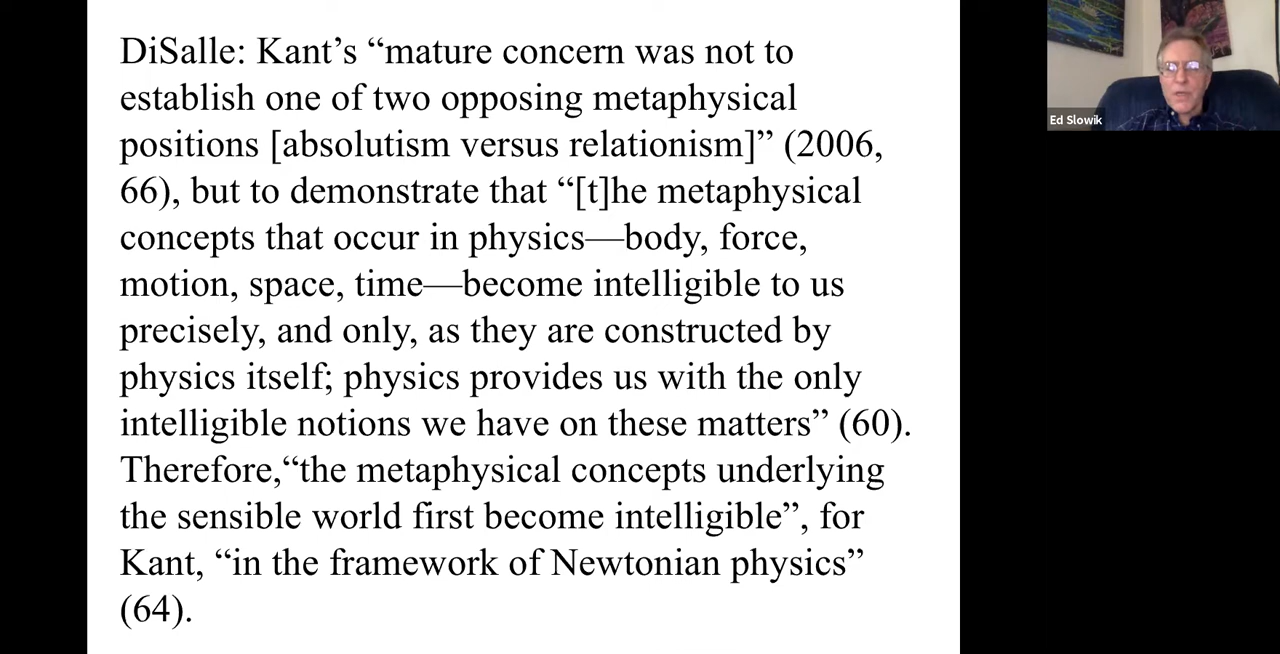 DiSalle: Kant’s “mature concern was not to
establish one of two opposing metaphysical
positions [absolutism versus relationism]” (2006,
66), but to demonstrate that “[t]he metaphysical
concepts that occur in physics—body, force,
motion, space, time—become intelligible to us
precisely, and only, as they are constructed by
physics itself; physics provides us with the only
intelligible notions we have on these matters” (60).
Therefore,“the metaphysical concepts underlying
the sensible world first become intelligible”, for
Kant, “in the framework of Newtonian physics”
(64).
Ed Slowik